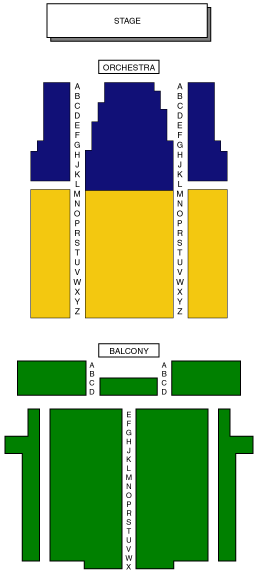 STAGE
ORCHESTRA
A A
B B
C C
D D
E E
F F
G G
H H
J J
K K
L L
M M
N N
O O
P P
R R
S S
T T
U U
V V
W W
X X
Y Y
Z Z
BALCONY
A A
B B
C C
D D
E
F
G
H
J
K
L
M
N
O
P
R
S
T
U
V
W
X